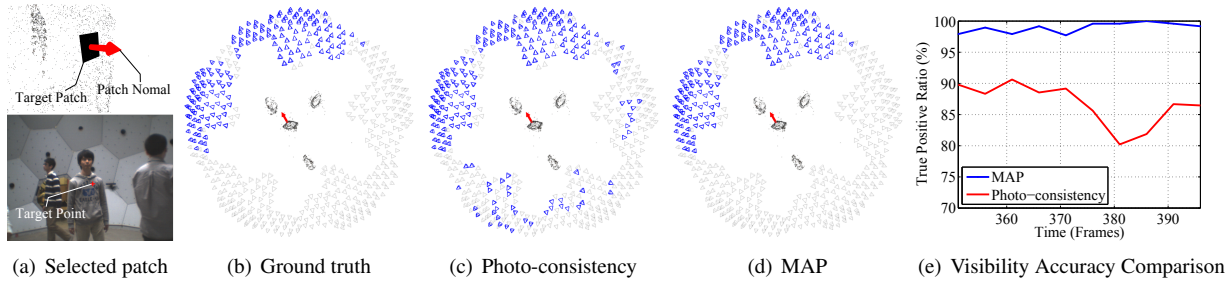 Target Patch
Patch Nomal
Target Point
(a) Selected patch
(b) Ground truth
(c) Photo-consistency
(d) MAP
True Positive Ratio (%)
100
95
90
85
80
75
70
MAP
Photo-consistency
360
370
380
390
Time (Frames)
(e) Visibility Accuracy Comparison